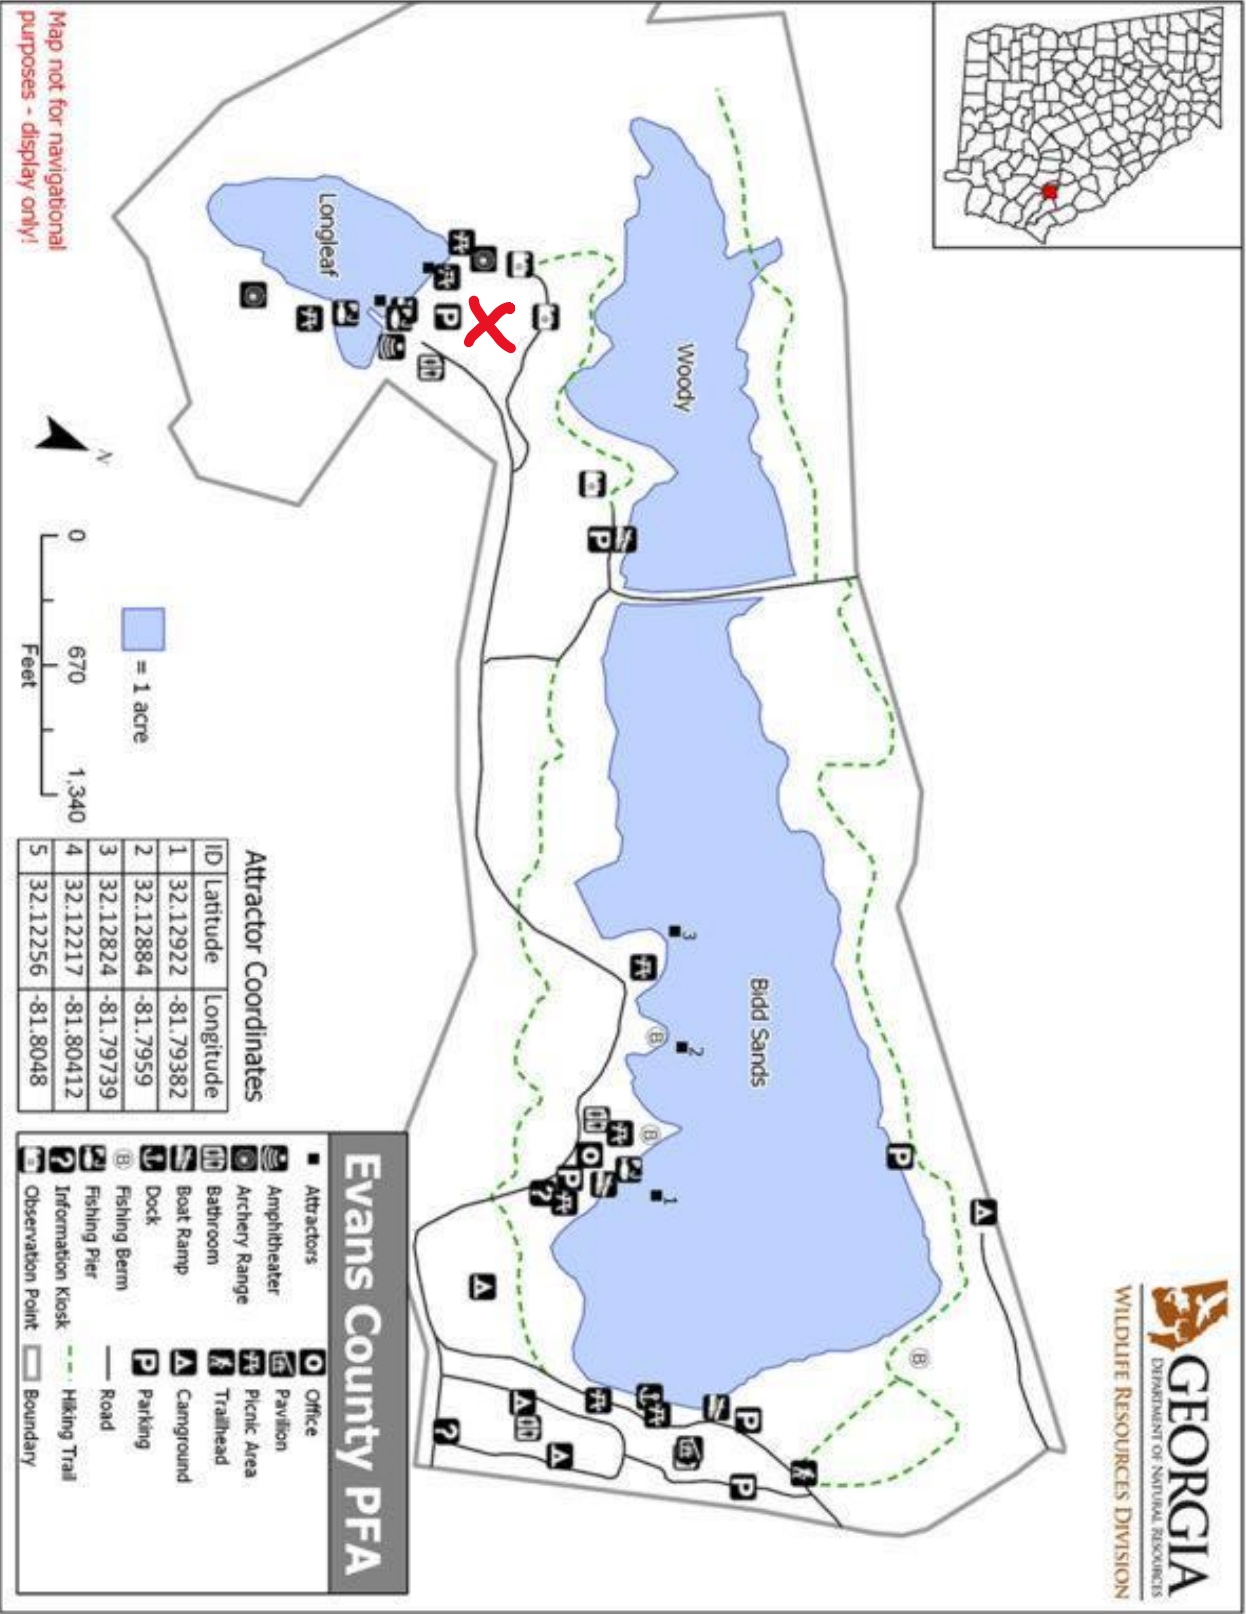 GEORGIA
DEPARTMENT OF NATURAL RESOURCES
WILDLIFE RESOURCES DIVISION
Woody
Bidd Sands
Longleaf
3
2
1
B
B
B
N
0 670 1,340
Feet
= 1 acre
Map not for navigational
purposes - display only!
Attractor Coordinates
ID Latitude Longitude
1 32.12922 -81.79382
2 32.12884 -81.7959
3 32.12824 -81.79739
4 32.12217 -81.80412
5 32.12256 -81.8048
Evans County PFA
Attractors
Amphitheater
Archery Range
Bathroom
Boat Ramp
Dock
B Fishing Berm
Fishing Pier
? Information Kiosk
Observation Point
O Office
Pavilion
Picnic Area
Trailhead
Camground
P Parking
Road
Hiking Trail
Boundary